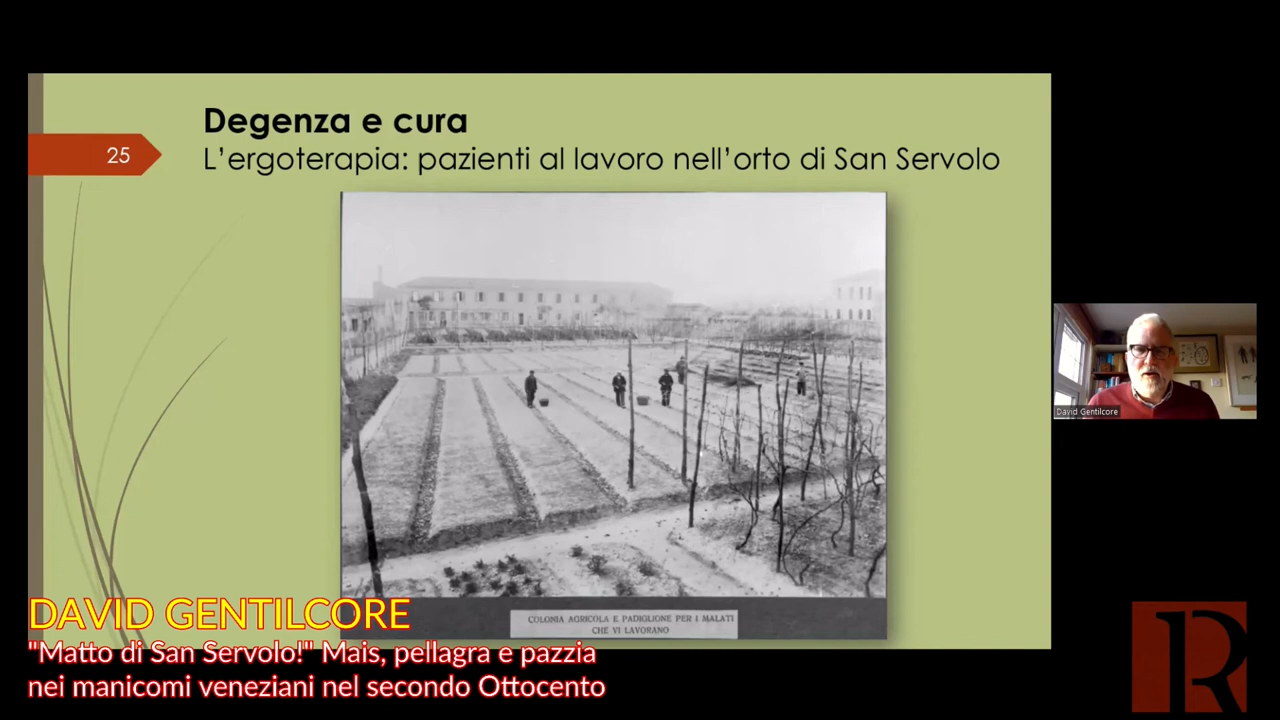 Degenza e cura
25
L'ergoterapia: pazienti al lavoro nell'orto di San Servolo
COLONIA AGRICOLA E PADIGLIONE PER I MALATI
CHE VI LAVORANO
David Gentilcore
DAVID GENTILCORE
"Matto di San Servolo!" Mais, pellagra e pazzia
nei manicomi veneziani nel secondo Ottocento
R